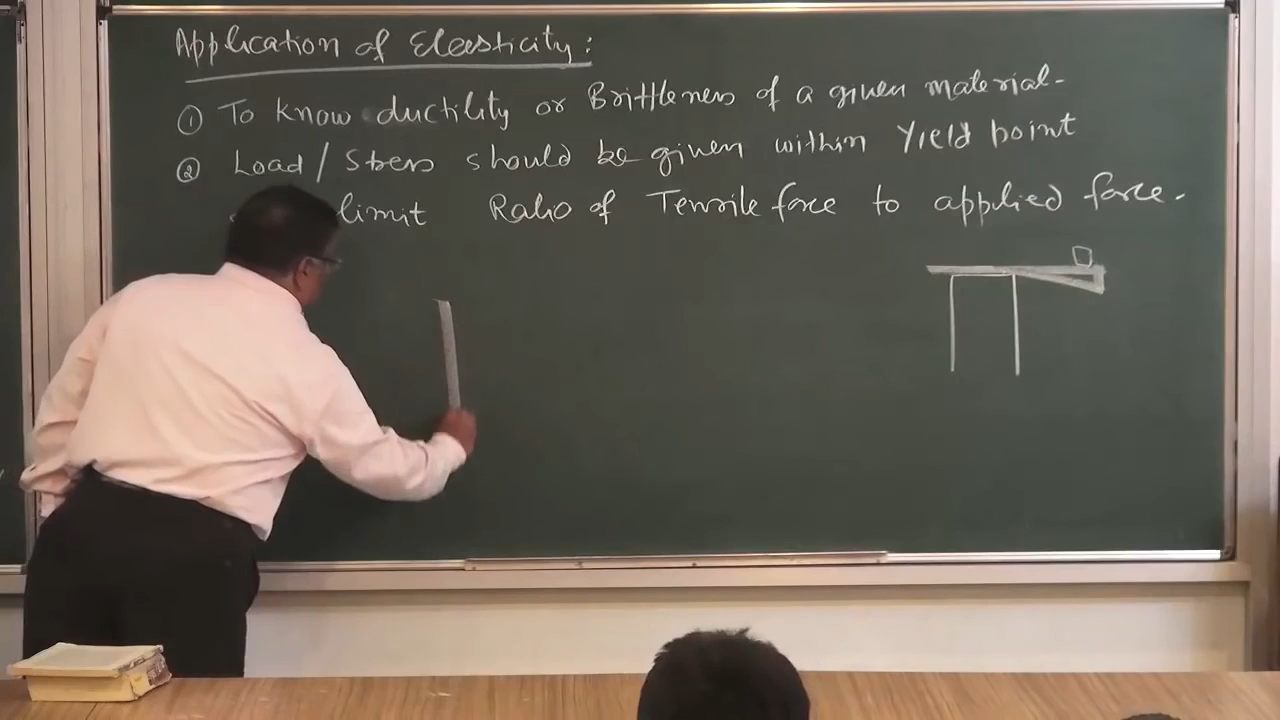 Application of Elasticity:
① To know ductility or Brittleness of a given material.
② Load/Stress should be given within Yield point
limit Ratio of Tensile force to applied force.